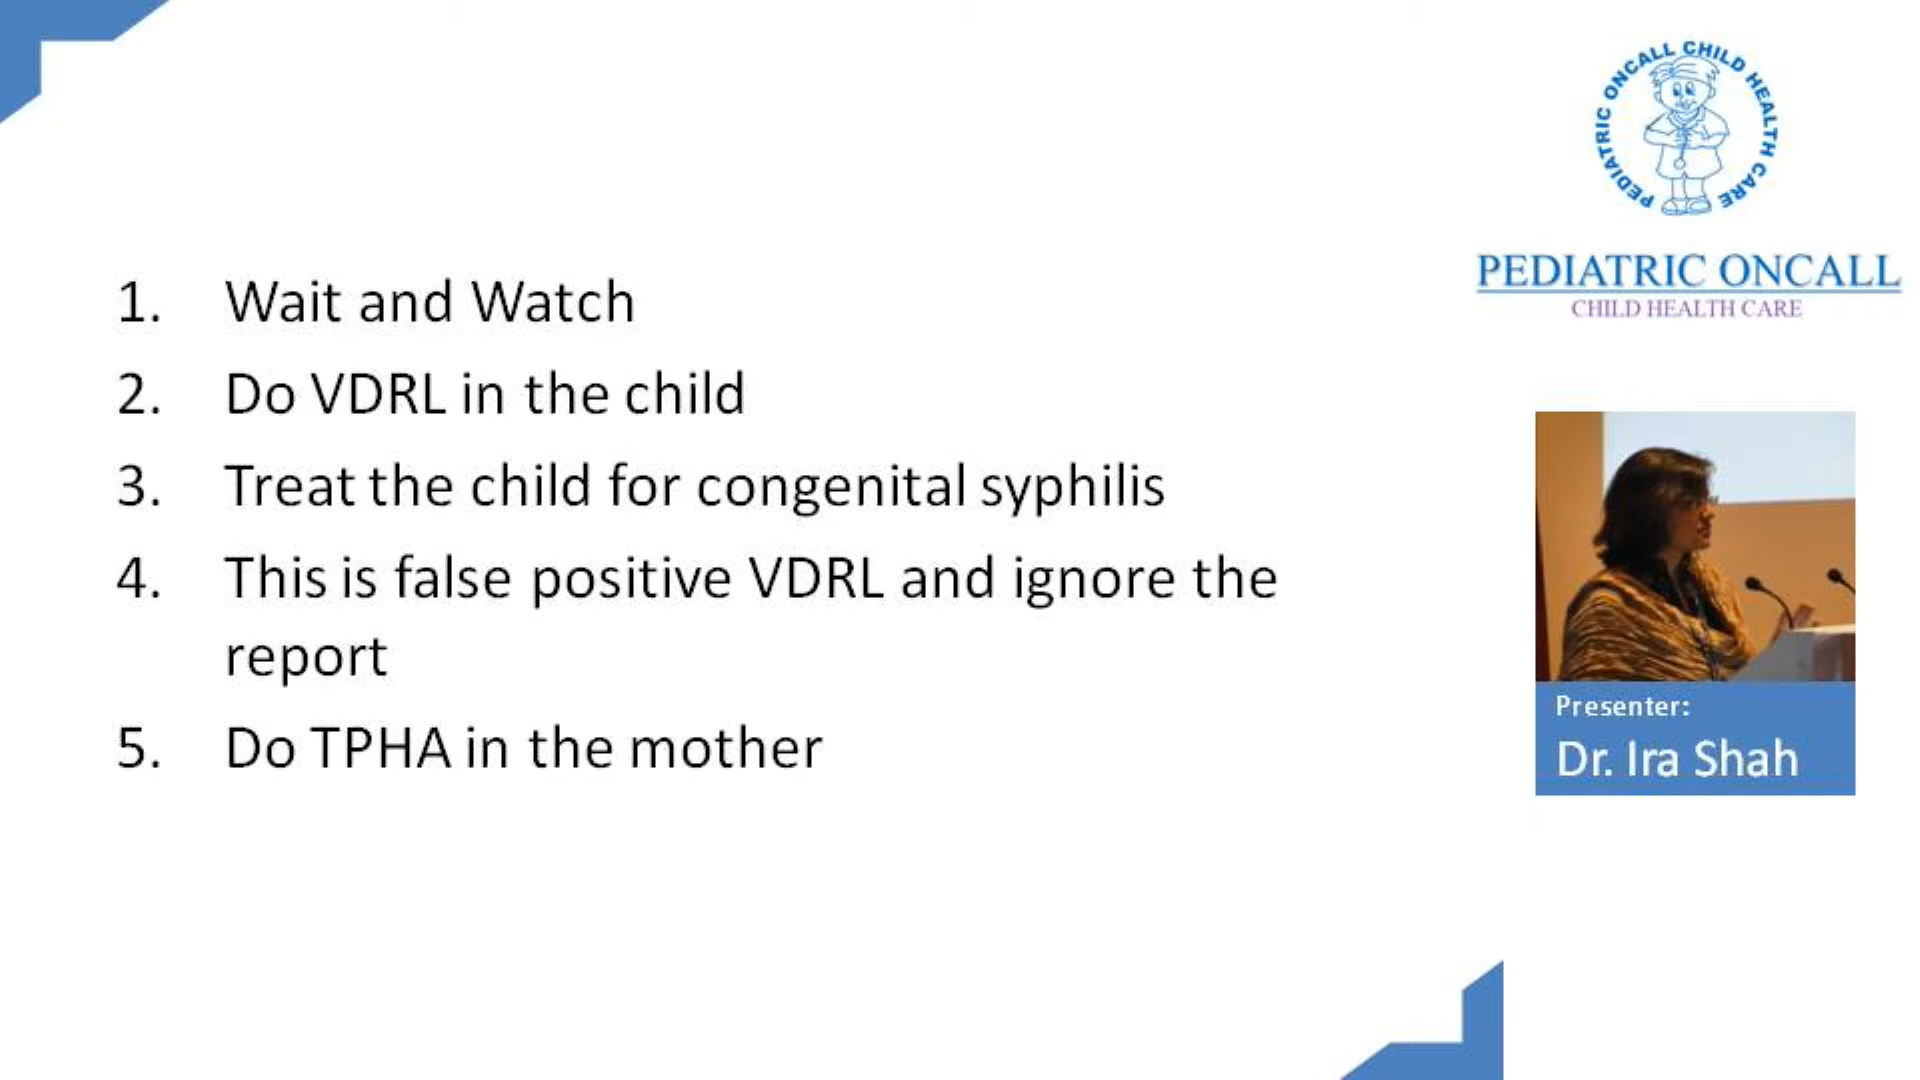 1. Wait and Watch
2. Do VDRL in the child
3. Treat the child for congenital syphilis
4. This is false positive VDRL and ignore the
report
5. Do TPHA in the mother
PEDIATRIC ONCALL CHILD HEALTH CARE
PEDIATRIC ONCALL
CHILD HEALTH CARE
Presenter:
Dr. Ira Shah